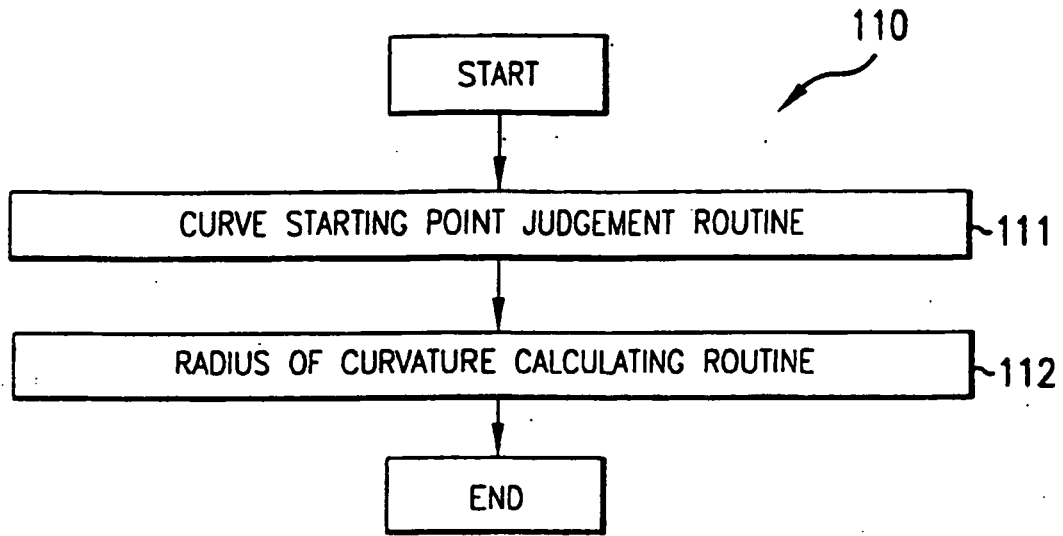 110
START
CURVE STARTING POINT JUDGEMENT ROUTINE
111
RADIUS OF CURVATURE CALCULATING ROUTINE
112
END